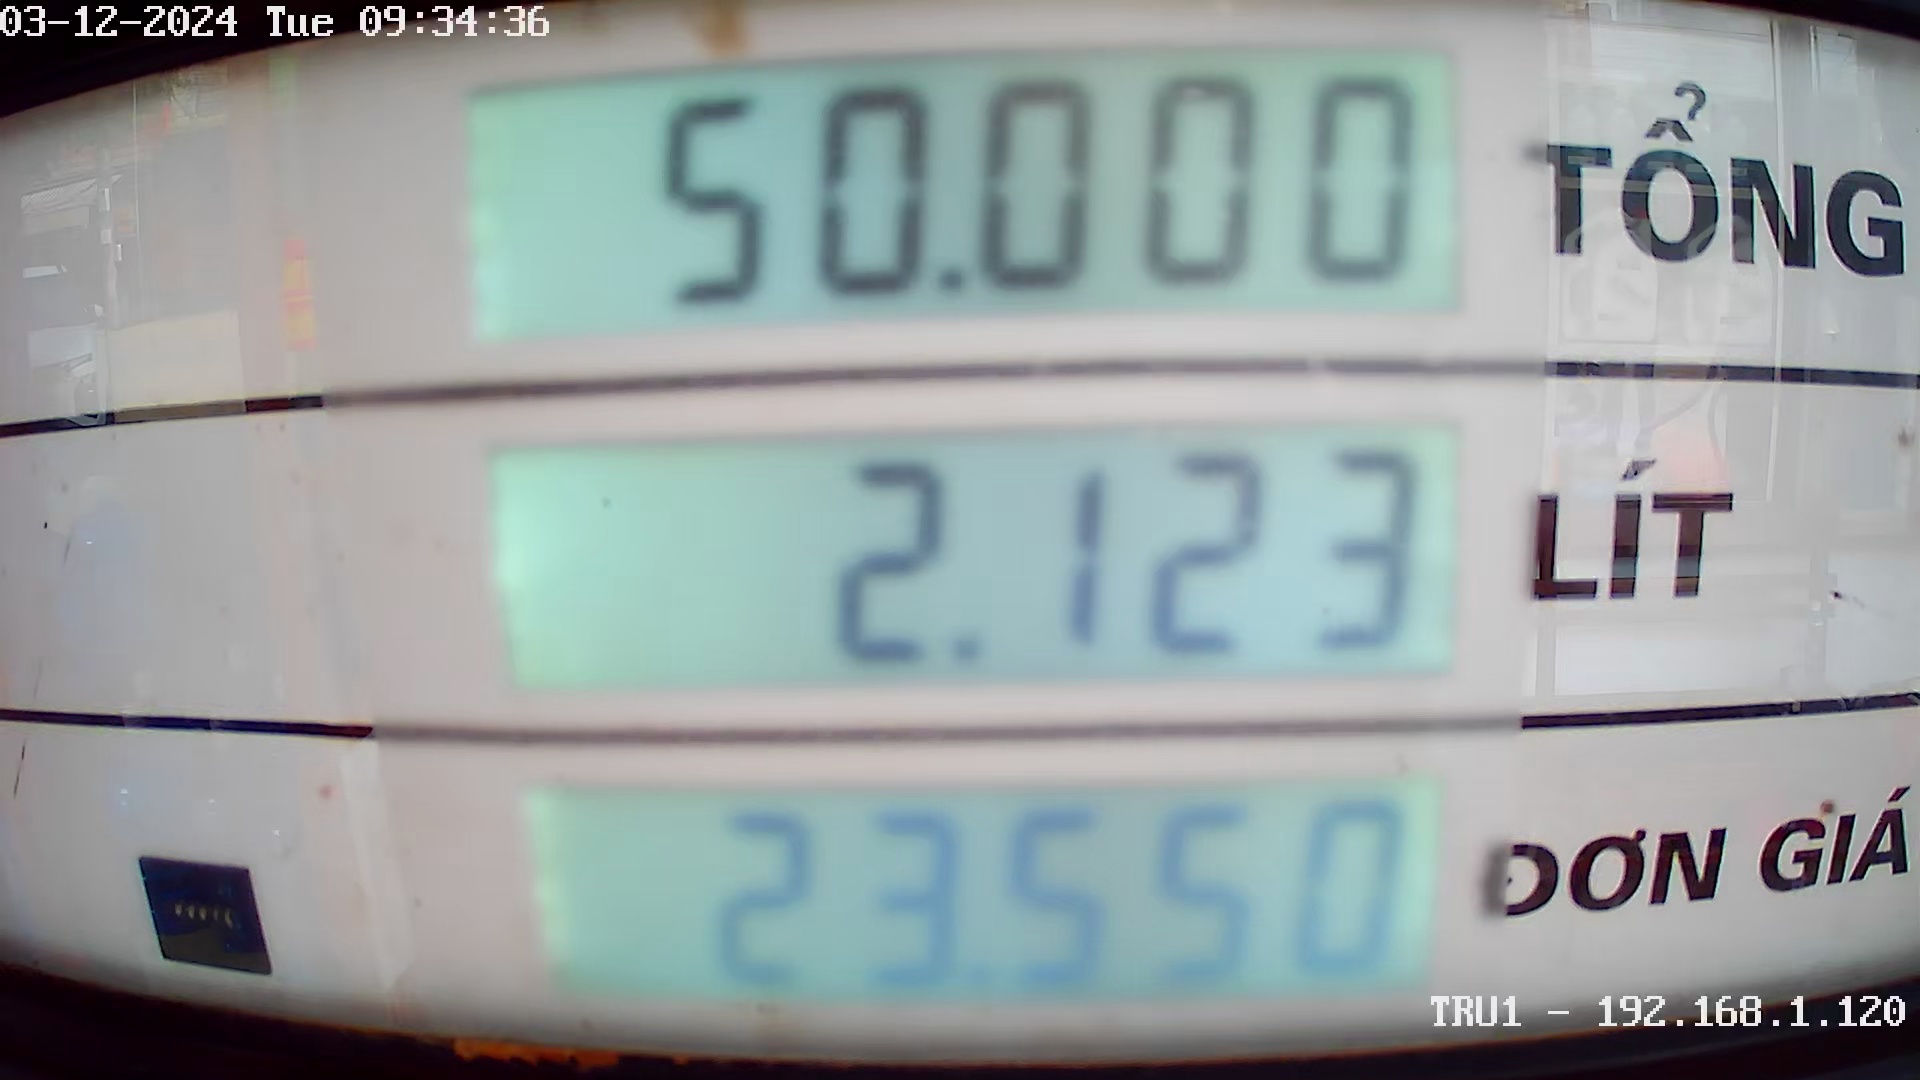 03-12-2024 Tue 09:34:36
50.000 TỔNG
2.123 LÍT
23.550 ĐƠN GIÁ
TRU1 - 192.168.1.120